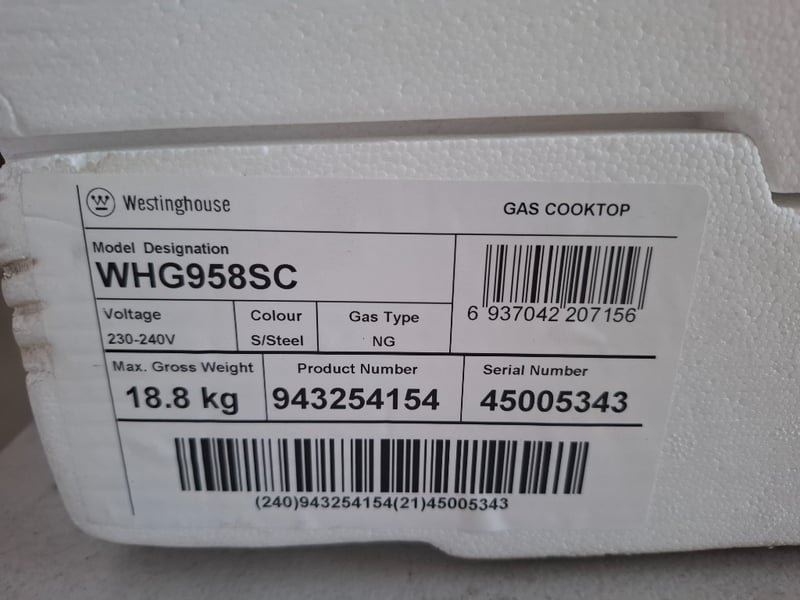 W Westinghouse
GAS COOKTOP
Model Designation
WHG958SC
6 937042 207156
Voltage
230-240V
Colour
S/Steel
Gas Type
NG
Max. Gross Weight
18.8 kg
Product Number
943254154
Serial Number
45005343
(240)943254154(21)45005343